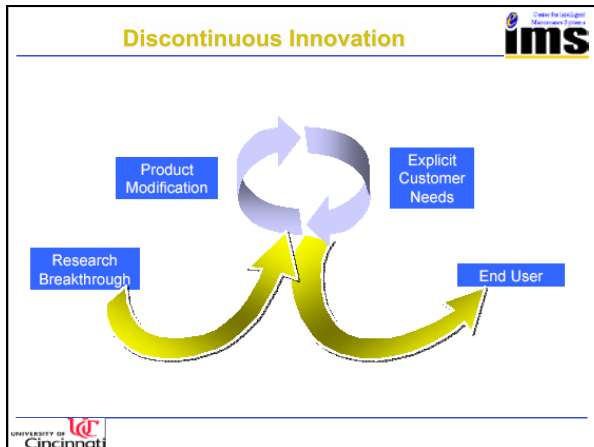 Discontinuous Innovation
Center for Intelligent
Maintenance Systems
e
ims
Product
Modification
Explicit
Customer
Needs
Research
Breakthrough
End User
UNIVERSITY OF
UC
Cincinnati